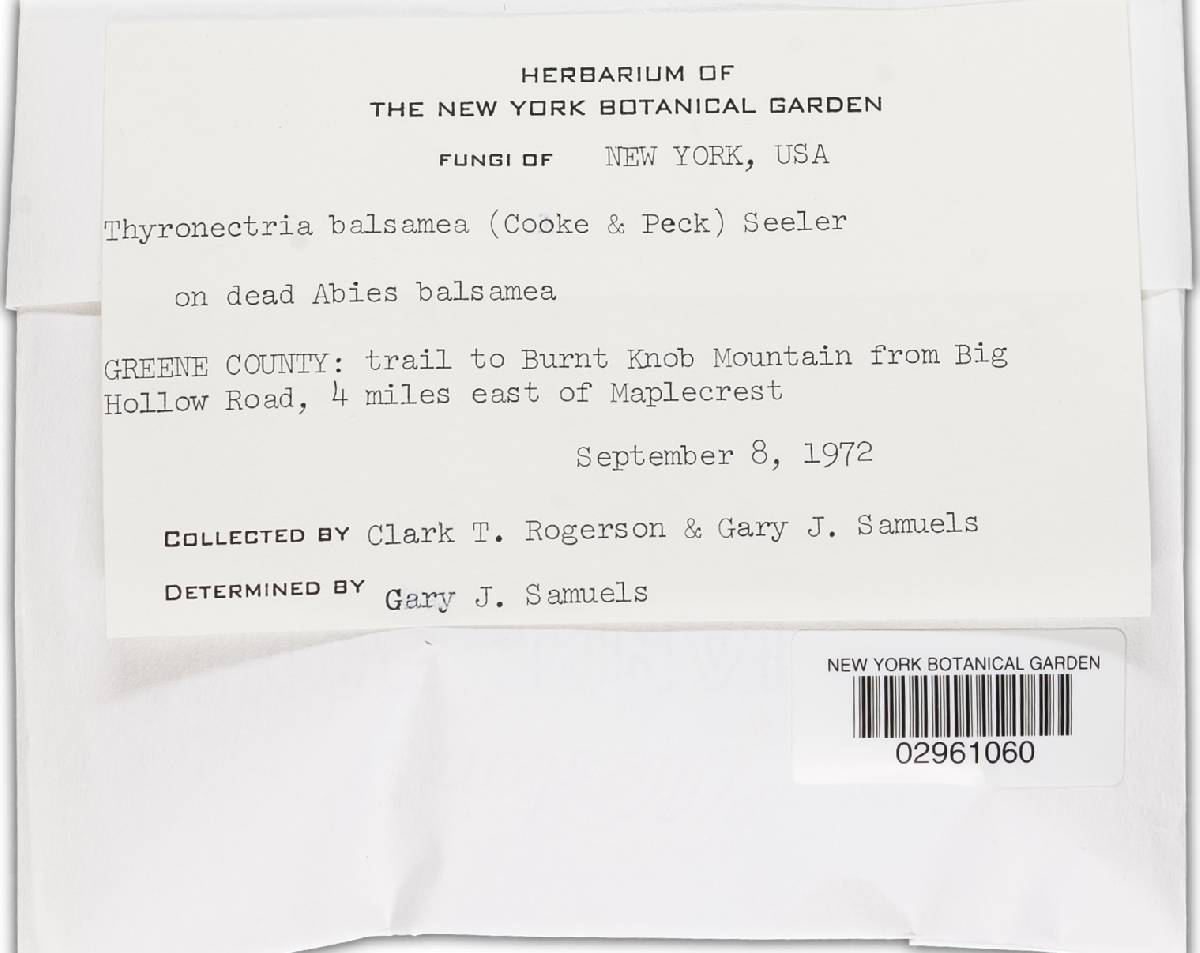 HERBARIUM OF
THE NEW YORK BOTANICAL GARDEN
FUNGI OF NEW YORK, USA
Thyronectria balsamea (Cooke & Peck) Seeler
on dead Abies balsamea
GREENE COUNTY: trail to Burnt Knob Mountain from Big
Hollow Road, 4 miles east of Maplecrest
September 8, 1972
COLLECTED BY Clark T. Rogerson & Gary J. Samuels
DETERMINED BY Gary J. Samuels
NEW YORK BOTANICAL GARDEN
02961060